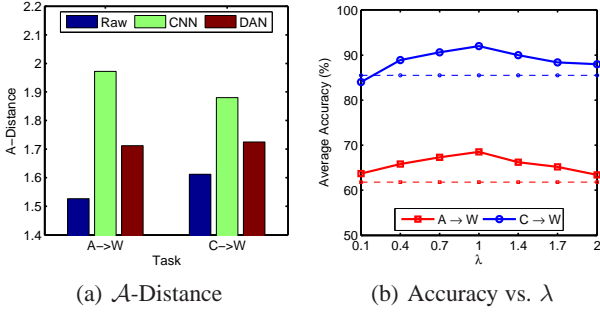 Raw CNN DAN
2.2
2.1
2
1.9
1.8
1.7
1.6
1.5
1.4
A−Distance
A−>W C−>W
Task
(a) A-Distance
100
90
80
70
60
50
Average Accuracy (%)
A → W C → W
0.1 0.4 0.7 1 1.4 1.7 2
λ
(b) Accuracy vs. λ